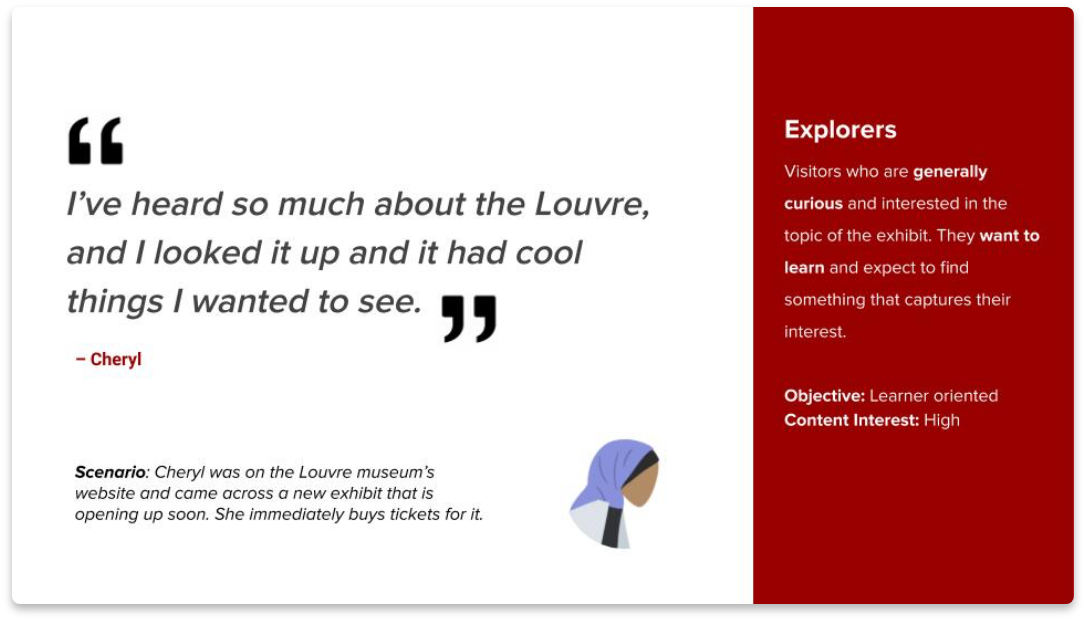 “
I’ve heard so much about the Louvre,
and I looked it up and it had cool
things I wanted to see. ”
– Cheryl
Scenario: Cheryl was on the Louvre museum’s
website and came across a new exhibit that is
opening up soon. She immediately buys tickets for it.
Explorers
Visitors who are generally
curious and interested in the
topic of the exhibit. They want to
learn and expect to find
something that captures their
interest.
Objective: Learner oriented
Content Interest: High